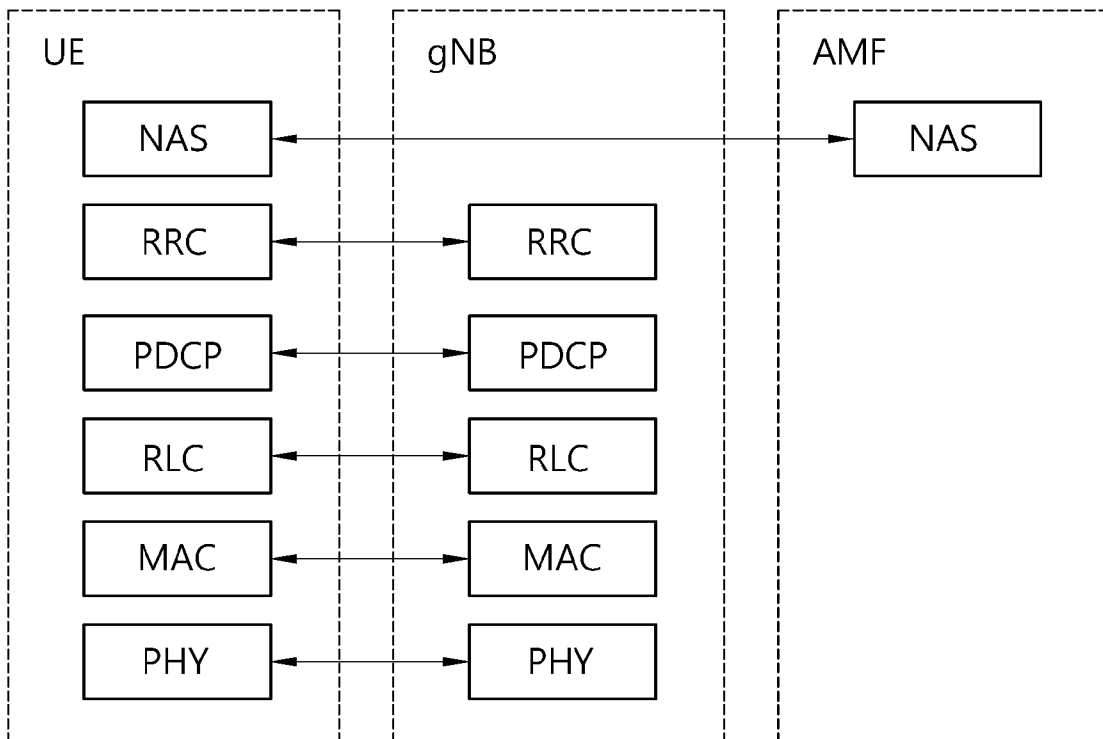 UE gNB AMF
NAS NAS
RRC RRC
PDCP PDCP
RLC RLC
MAC MAC
PHY PHY